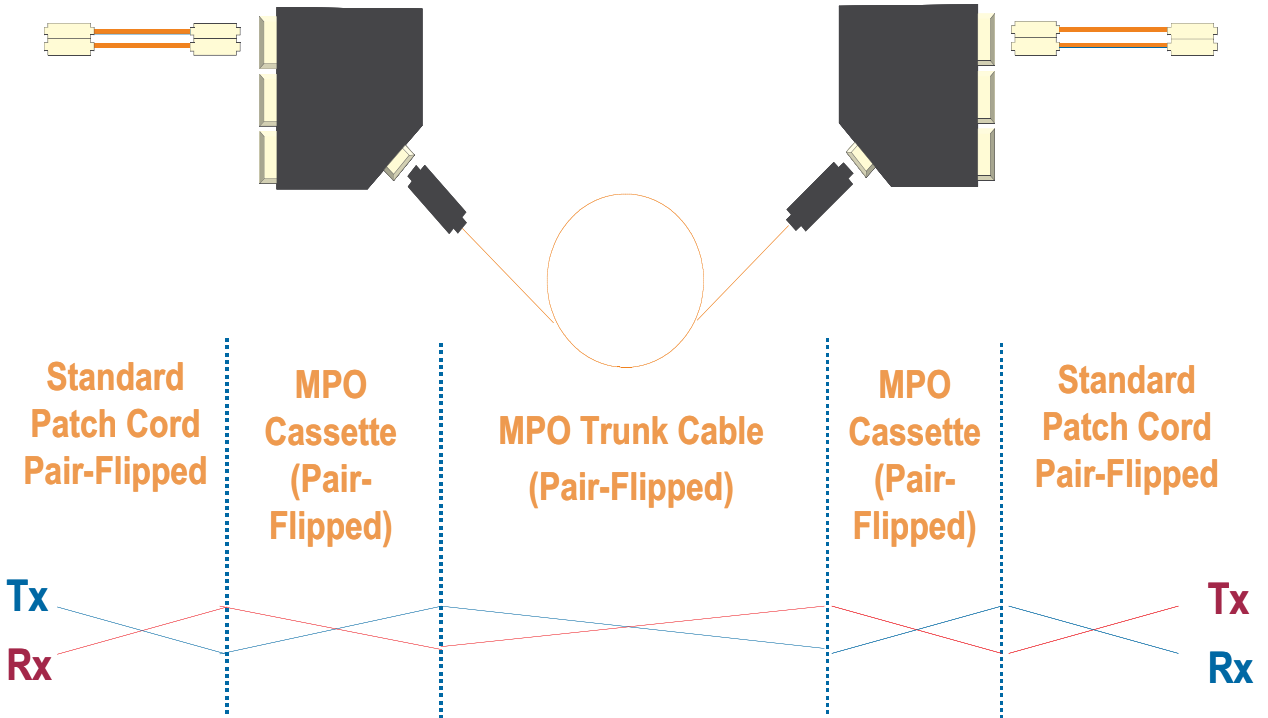 Standard
Patch Cord
Pair-Flipped
MPO
Cassette
(Pair-
Flipped)
MPO Trunk Cable
(Pair-Flipped)
MPO
Cassette
(Pair-
Flipped)
Standard
Patch Cord
Pair-Flipped
Tx
Rx
Tx
Rx